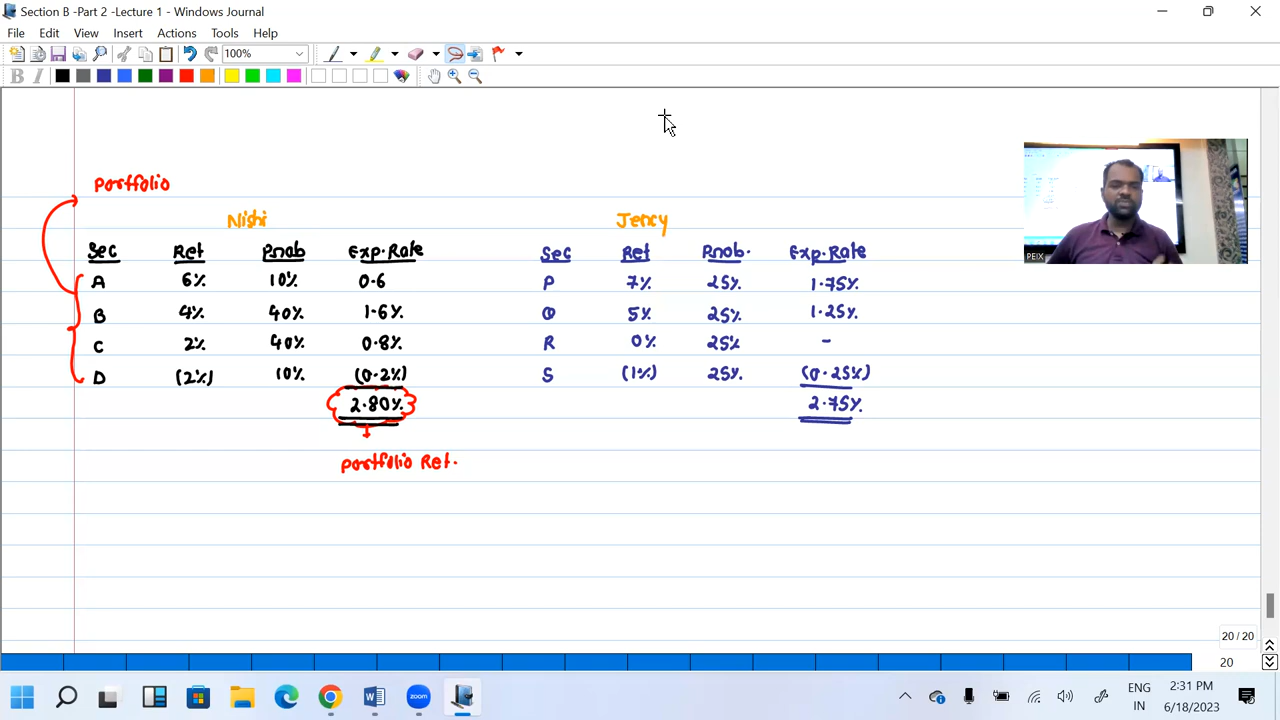 Section B -Part 2 -Lecture 1 - Windows Journal
File Edit View Insert Actions Tools Help
100%
B I
Portfolio
Nishi Jency
Sec Ret Prob Exp.Rate Sec Ret Prob. Exp.Rate
A 6% 10% 0.6 P 7% 25% 1.75%
B 4% 40% 1.6% Q 5% 25% 1.25%
C 2% 40% 0.8% R 0% 25% -
D (2%) 10% (0.2%) S (1%) 25% (0.25%)
2.80% 2.75%
Portfolio Ret.
PEIX
20 / 20
20
zoom
ENG
IN
2:31 PM
6/18/2023